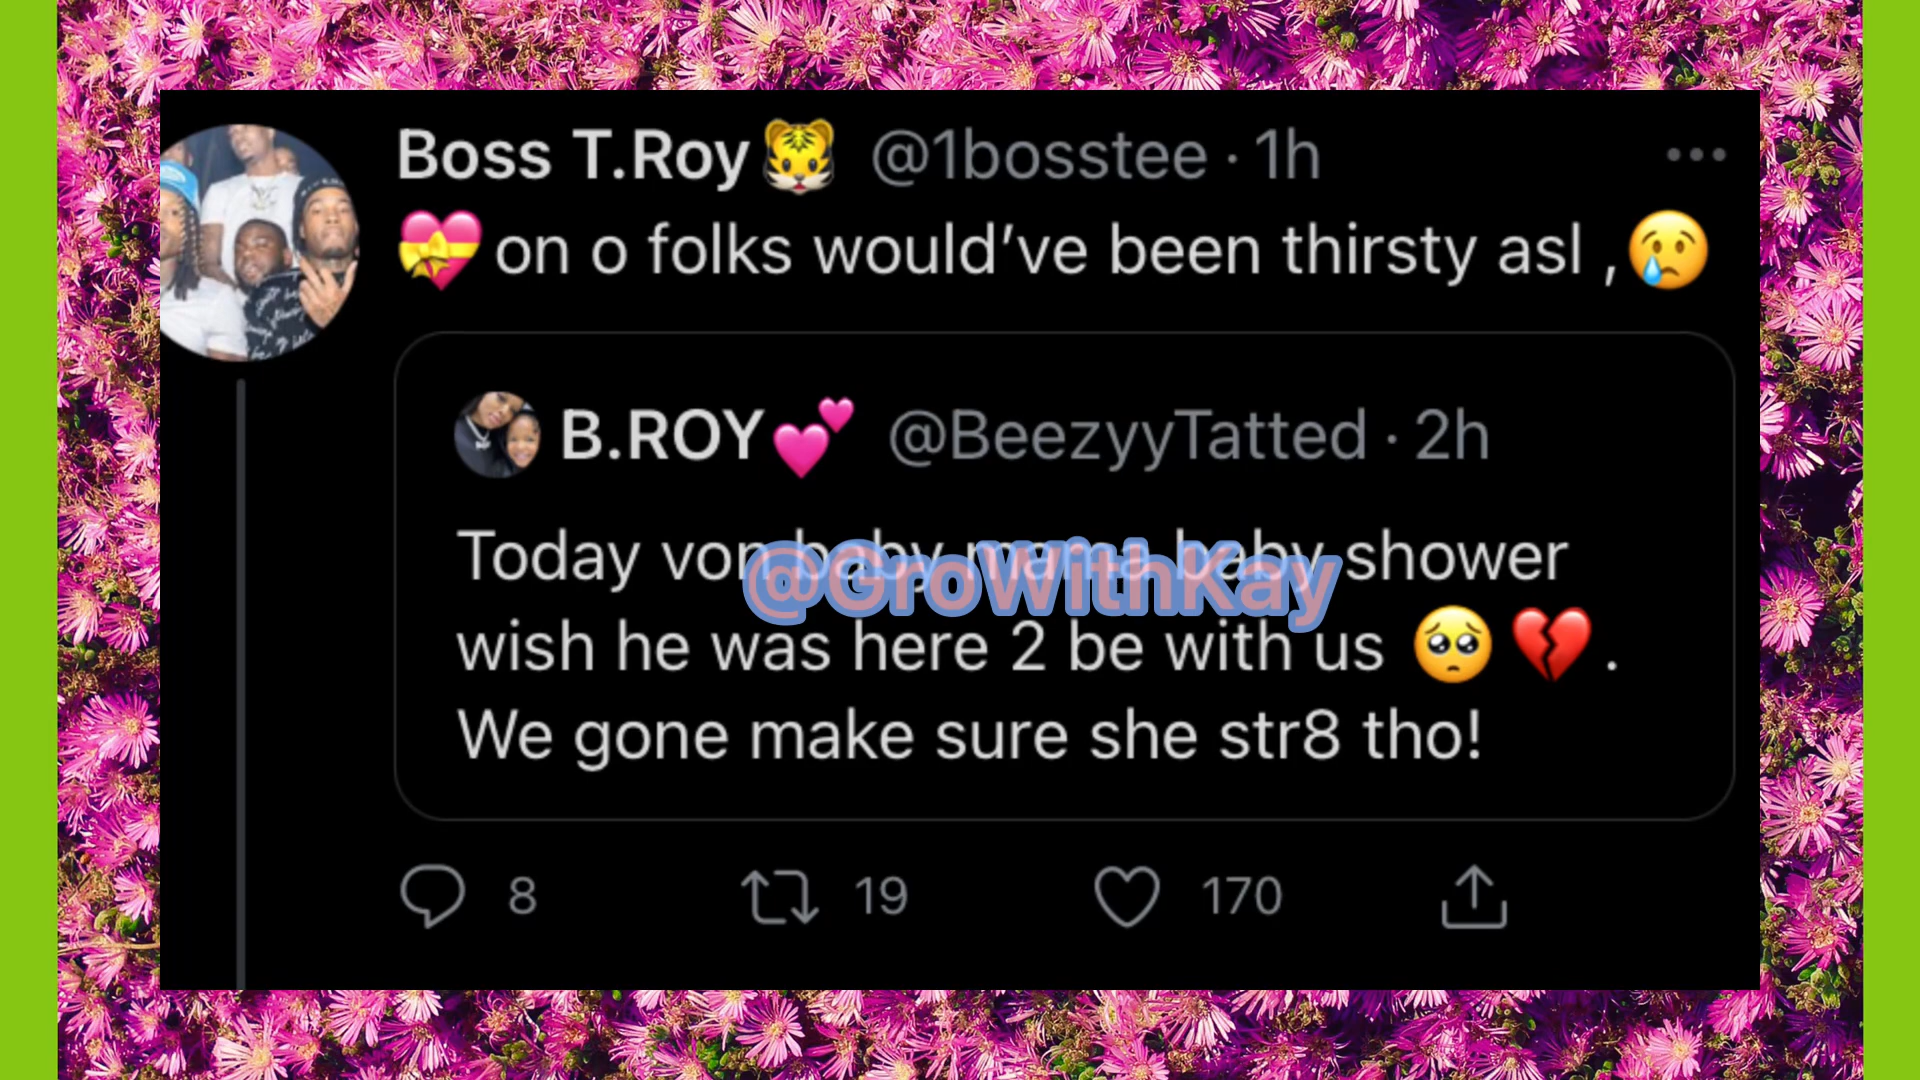 Boss T.Roy🐯 @1bosstee · 1h
💝 on o folks would’ve been thirsty asl ,😢
B.ROY💕 @BeezyyTatted · 2h
Today von baby mama baby shower
@GroWithKay
wish he was here 2 be with us 🥺💔.
We gone make sure she str8 tho!
8 19 170